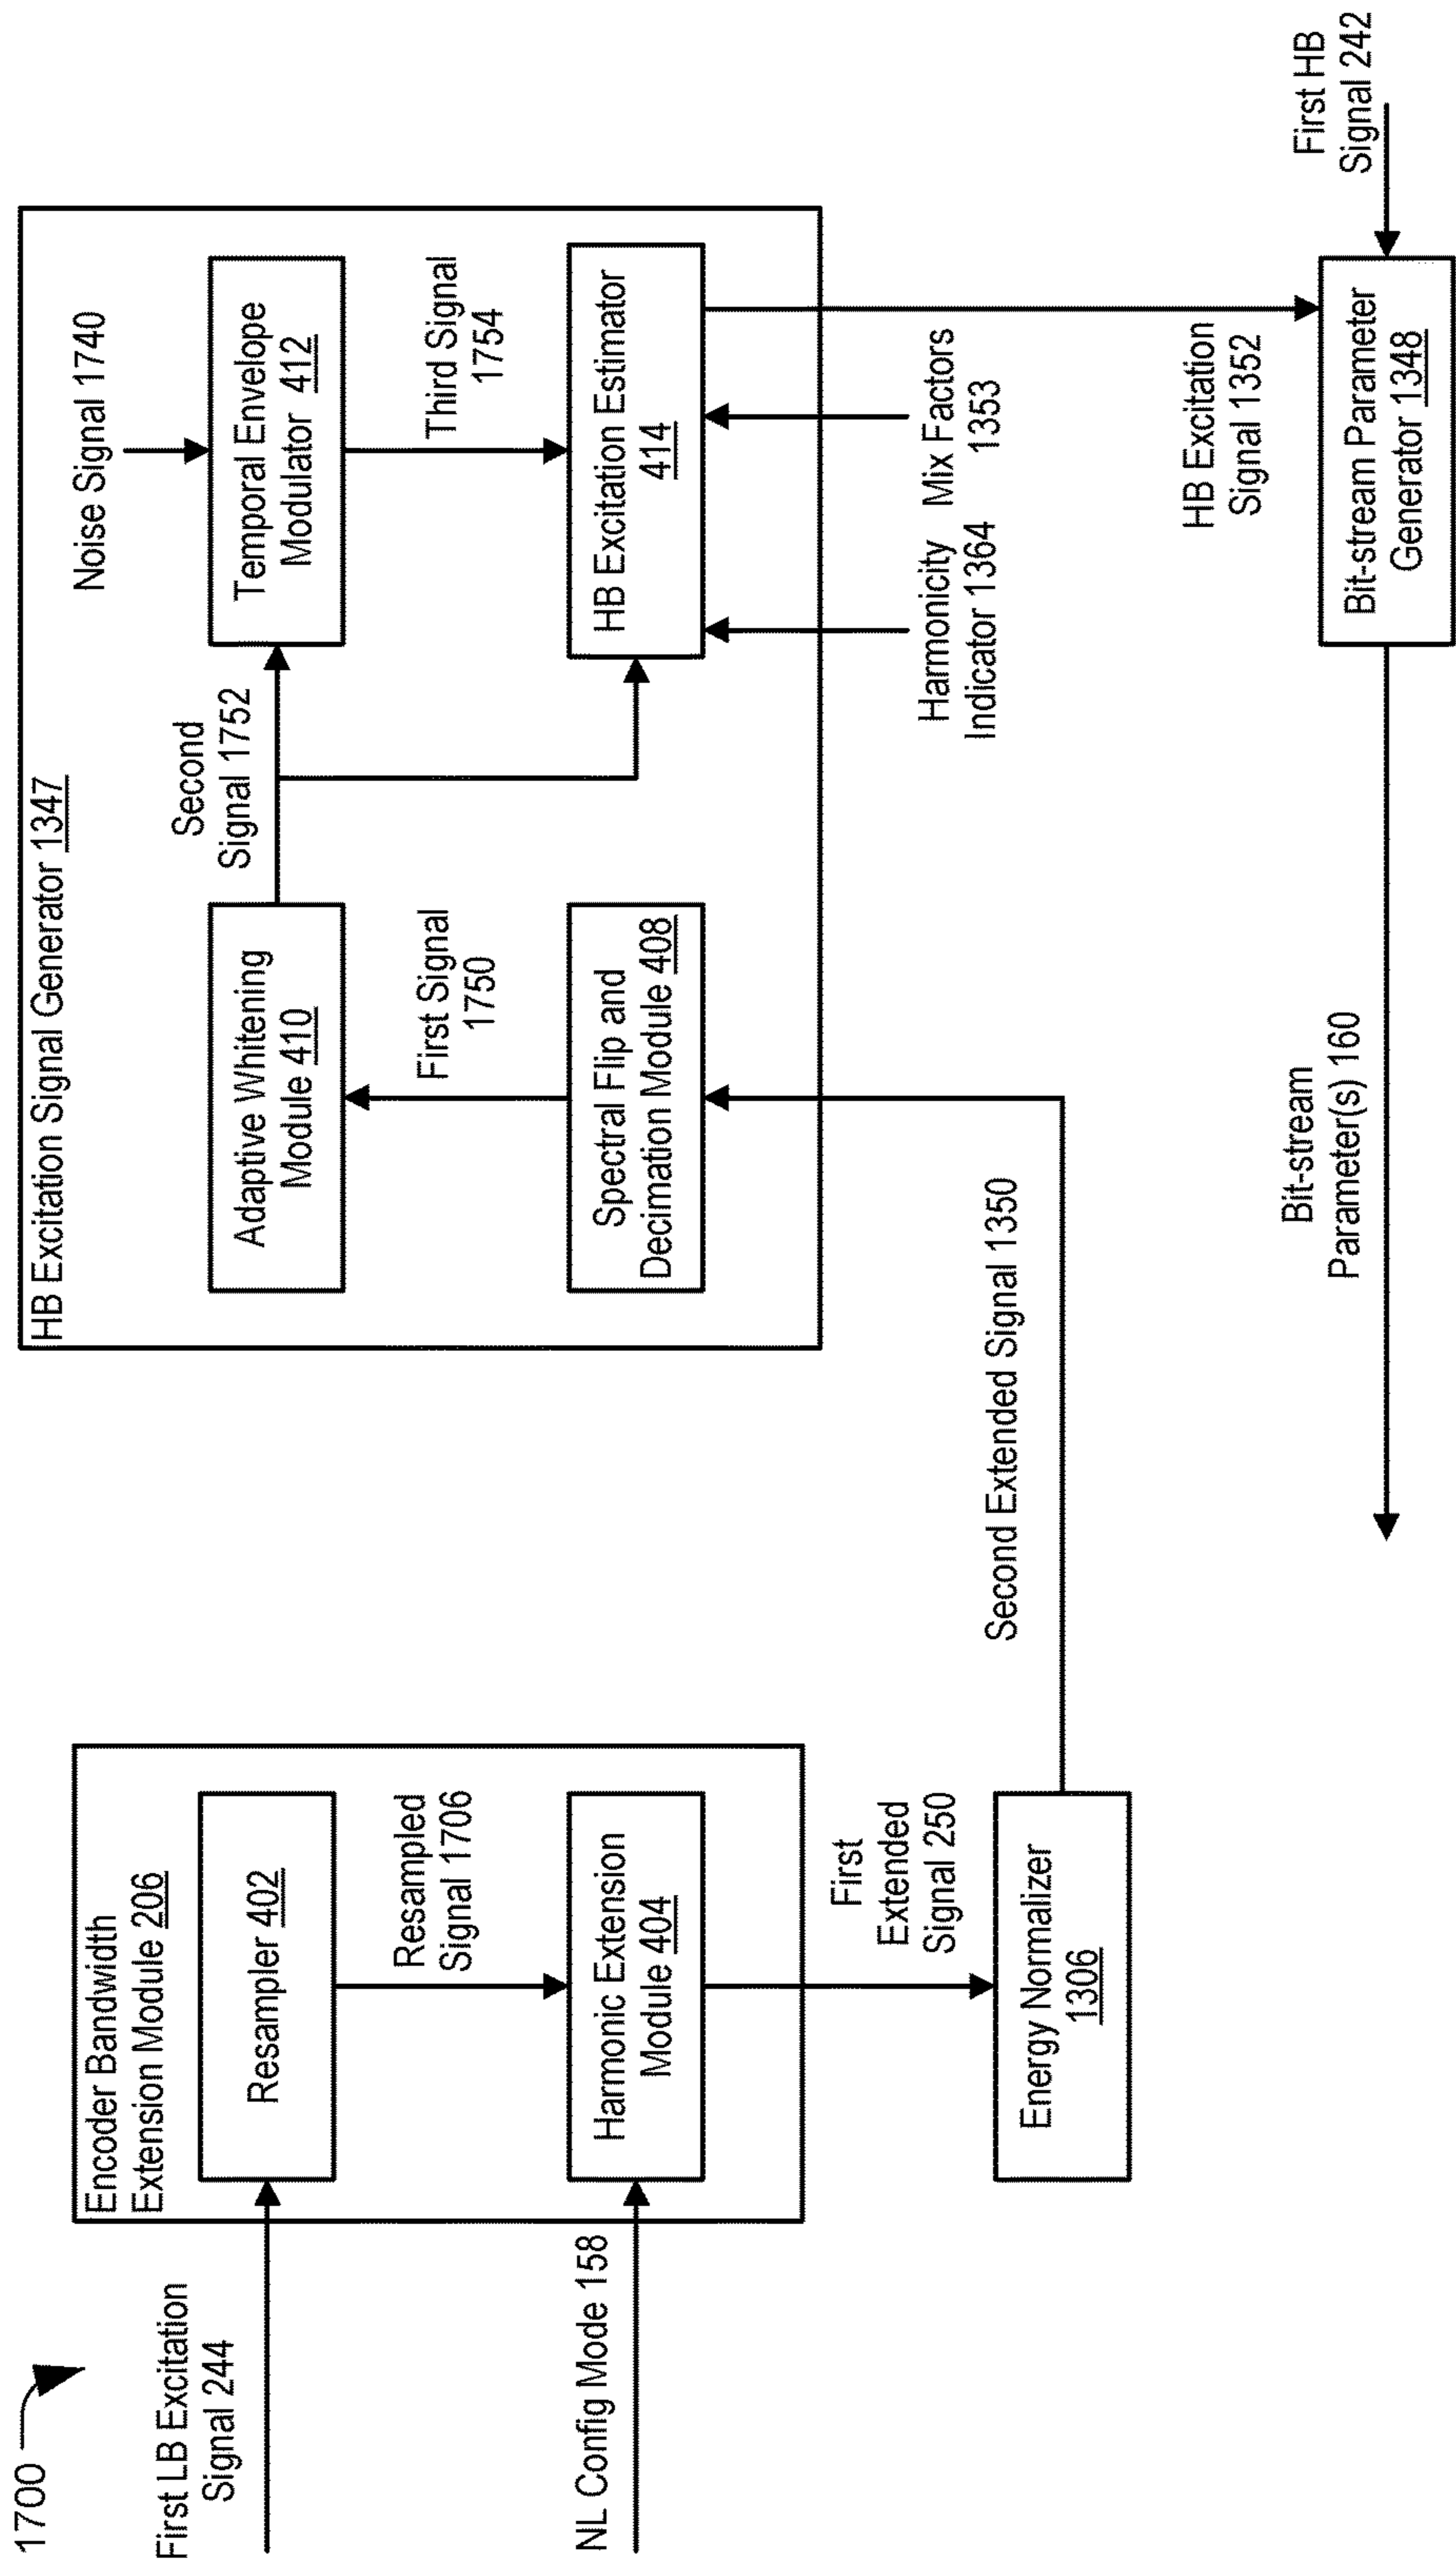 1700
First LB Excitation
Signal 244
NL Config Mode 158
Encoder Bandwidth
Extension Module 206
Resampler 402
Resampled
Signal 1706
Harmonic Extension
Module 404
First
Extended
Signal 250
Energy Normalizer
1306
Second Extended Signal 1350
HB Excitation Signal Generator 1347
Adaptive Whitening
Module 410
First Signal
1750
Spectral Flip and
Decimation Module 408
Second
Signal 1752
Noise Signal 1740
Temporal Envelope
Modulator 412
Third Signal
1754
HB Excitation Estimator
414
Harmonicity
Indicator 1364
Mix Factors
1353
HB Excitation
Signal 1352
First HB
Signal 242
Bit-stream Parameter
Generator 1348
Bit-stream
Parameter(s) 160